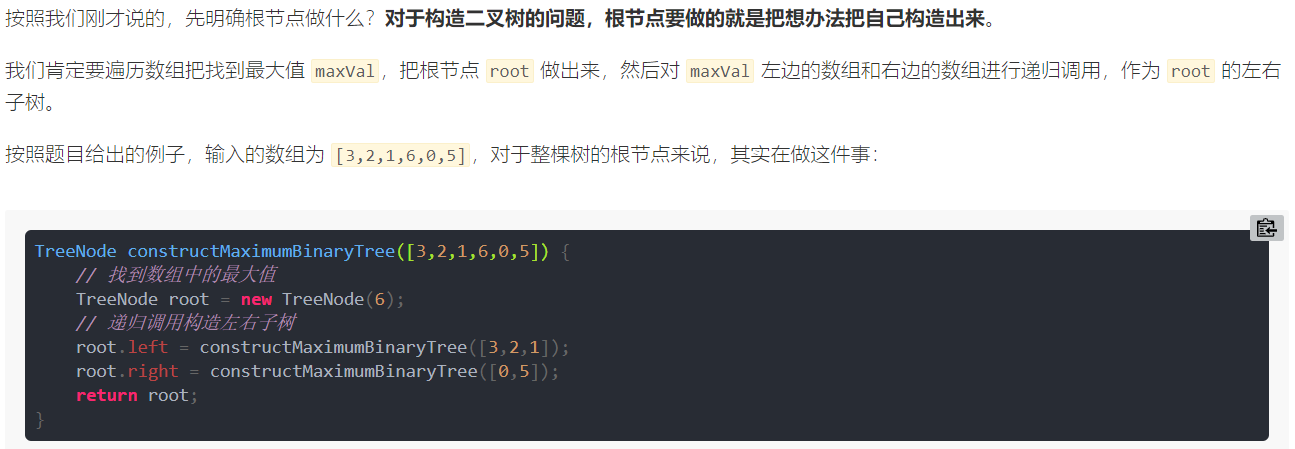 按照我们刚才说的，先明确根节点做什么？对于构造二叉树的问题，根节点要做的就是把想办法把自己构造出来。
我们肯定要遍历数组把找到最大值 maxVal，把根节点 root 做出来，然后对 maxVal 左边的数组和右边的数组进行递归调用，作为 root 的左右
子树。
按照题目给出的例子，输入的数组为 [3,2,1,6,0,5]，对于整棵树的根节点来说，其实在做这件事：
TreeNode constructMaximumBinaryTree([3,2,1,6,0,5]) {
    // 找到数组中的最大值
    TreeNode root = new TreeNode(6);
    // 递归调用构造左右子树
    root.left = constructMaximumBinaryTree([3,2,1]);
    root.right = constructMaximumBinaryTree([0,5]);
    return root;
}